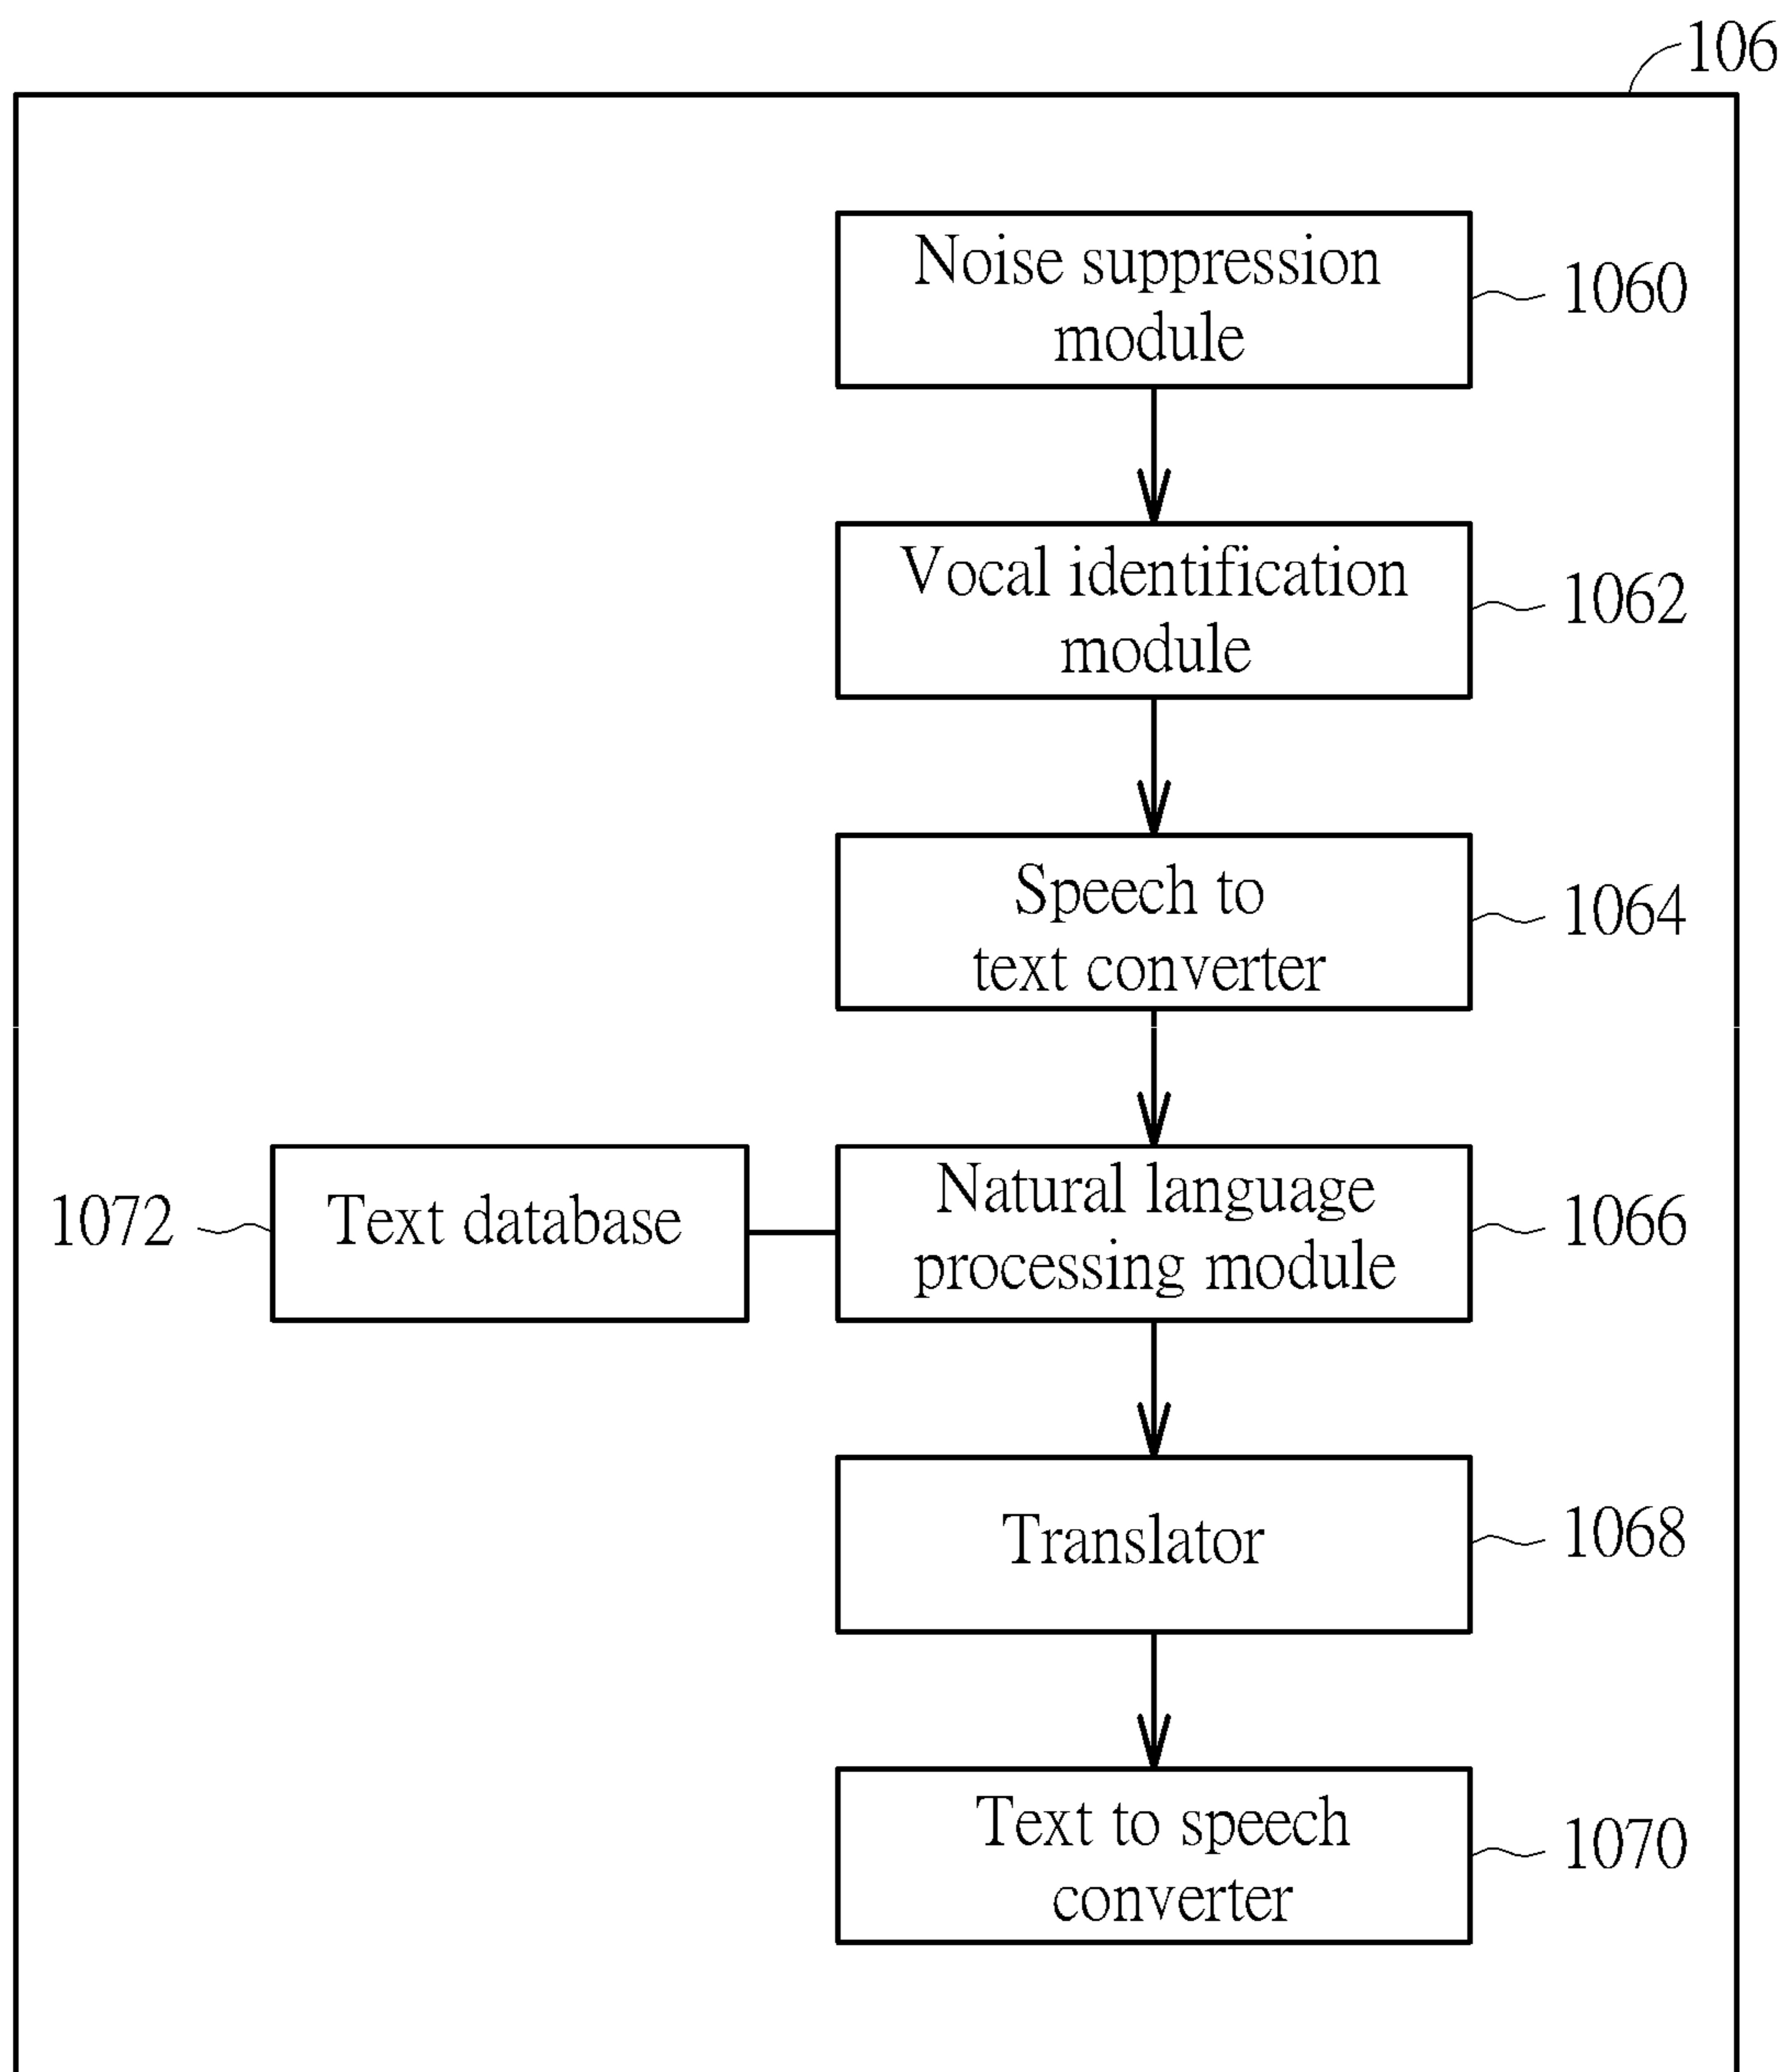 106
Noise suppression
module
1060
Vocal identification
module
1062
Speech to
text converter
1064
1072
Text database
Natural language
processing module
1066
Translator
1068
Text to speech
converter
1070